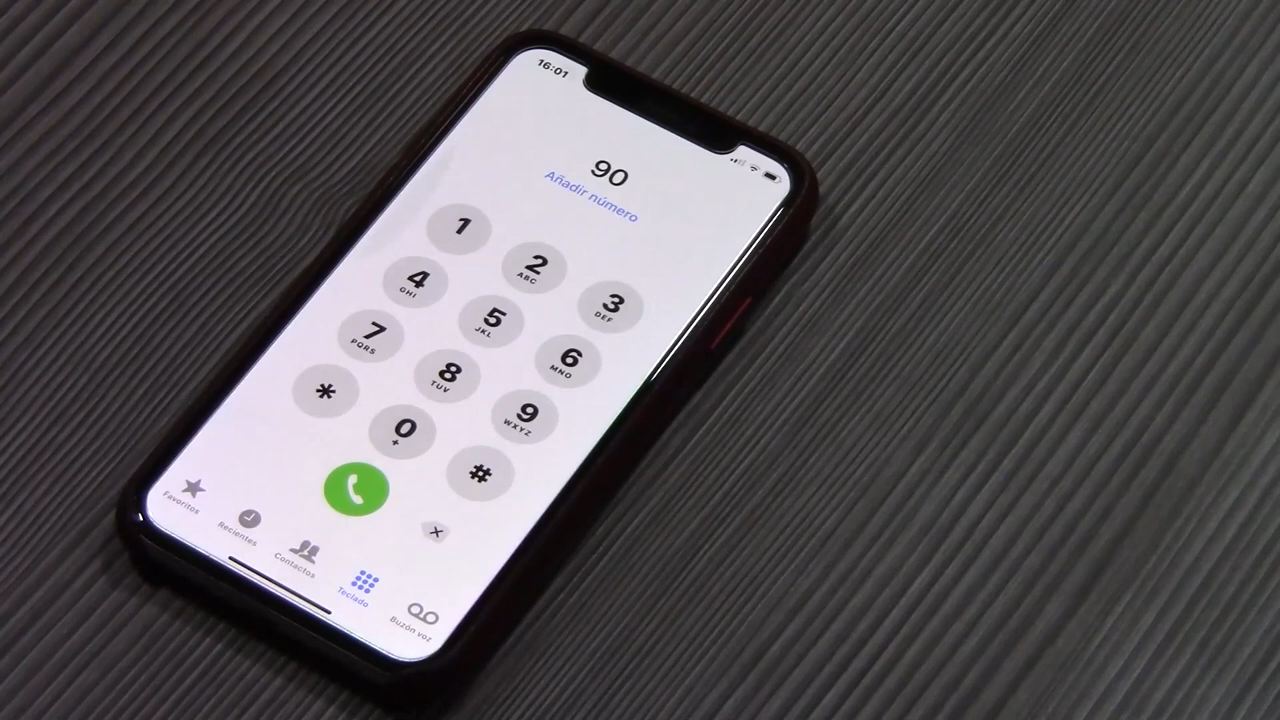 16:01
90
Añadir número
1
2
ABC
3
DEF
4
GHI
5
JKL
6
MNO
7
PQRS
8
TUV
9
WXYZ
*
0
+
#
Favoritos
Recientes
Contactos
Teclado
Buzón voz